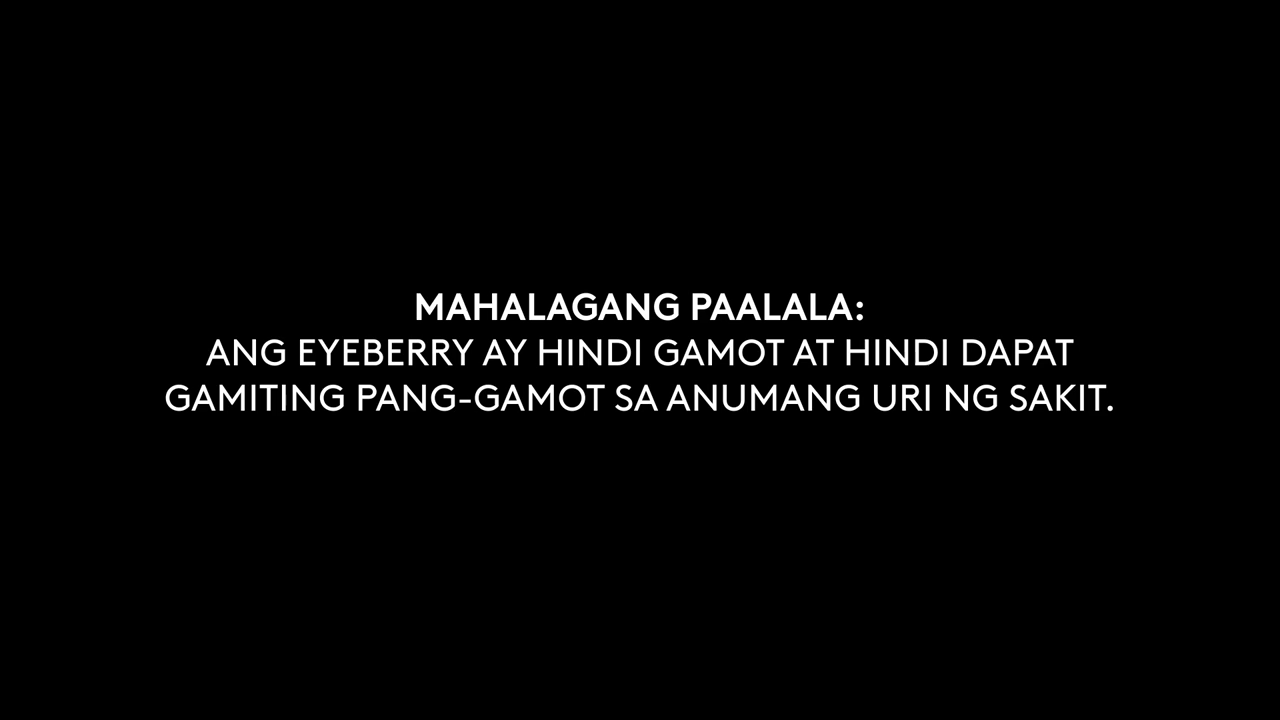 MAHALAGANG PAALALA:
ANG EYEBERRY AY HINDI GAMOT AT HINDI DAPAT
GAMITING PANG-GAMOT SA ANUMANG URI NG SAKIT.